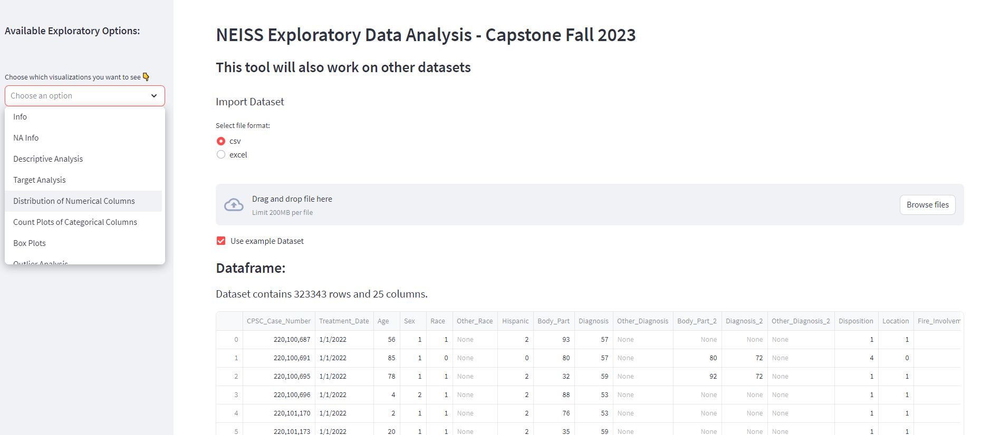 Available Exploratory Options:
Choose which visualizations you want to see 👇
Choose an option
Info
NA Info
Descriptive Analysis
Target Analysis
Distribution of Numerical Columns
Count Plots of Categorical Columns
Box Plots
Outlier Analysis
NEISS Exploratory Data Analysis - Capstone Fall 2023
This tool will also work on other datasets
Import Dataset
Select file format:
csv
excel
Drag and drop file here
Limit 200MB per file
Browse files
Use example Dataset
Dataframe:
Dataset contains 323343 rows and 25 columns.
CPSC_Case_Number Treatment_Date Age Sex Race Other_Race Hispanic Body_Part Diagnosis Other_Diagnosis Body_Part_2 Diagnosis_2 Other_Diagnosis_2 Disposition Location Fire_Involvem
0 220,100,687 1/1/2022 56 1 1 None 2 93 57 None None None None 1 1
1 220,100,691 1/1/2022 85 1 0 None 0 80 57 None 80 72 None 4 0
2 220,100,695 1/1/2022 78 1 1 None 2 32 59 None 92 72 None 1 1
3 220,100,696 1/1/2022 4 2 1 None 2 88 53 None None None None 1 1
4 220,101,170 1/1/2022 2 1 1 None 2 76 53 None None None None 1 1
5 220,101,173 1/1/2022 20 1 1 None 2 35 59 None None None None 1 1